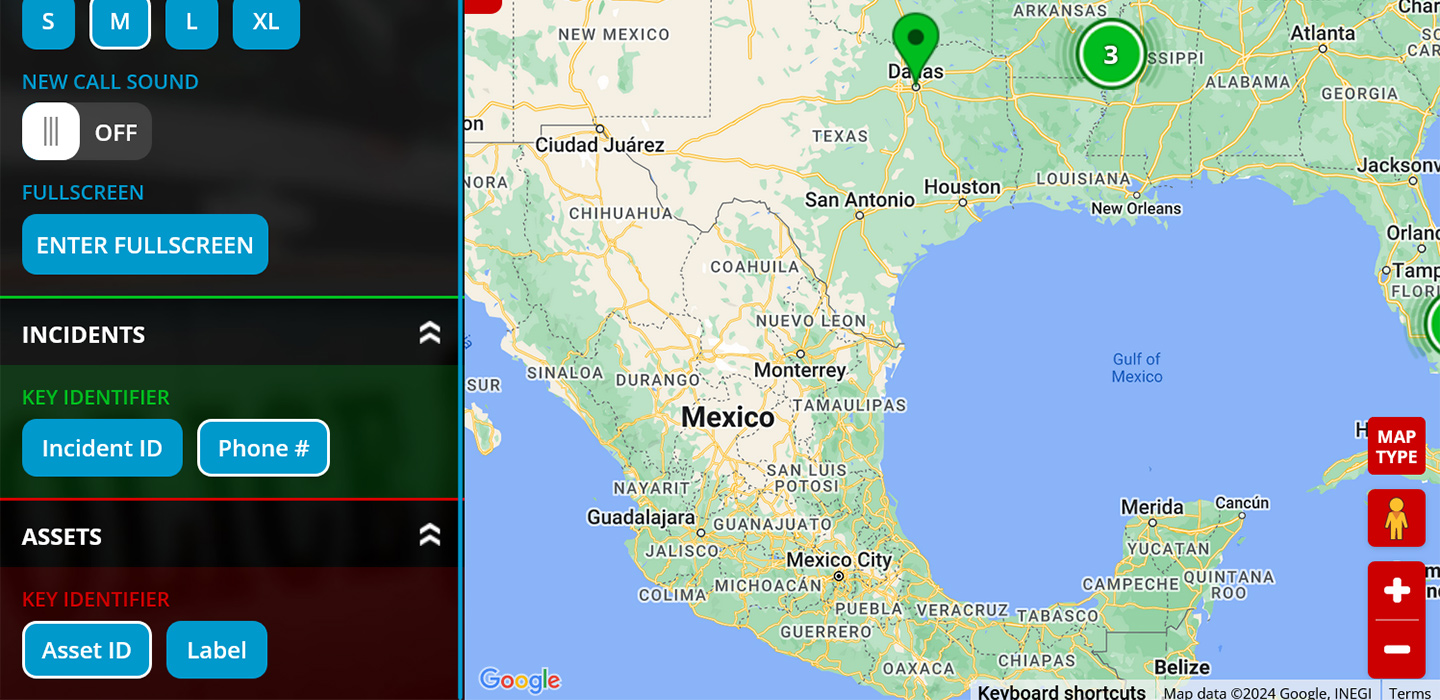 S
M
L
XL
NEW CALL SOUND
OFF
FULLSCREEN
ENTER FULLSCREEN
INCIDENTS
KEY IDENTIFIER
Incident ID
Phone #
ASSETS
KEY IDENTIFIER
Asset ID
Label
ARKANSAS
Char
NEW MEXICO
Atlanta
3
SSIPPI
SC
CAR
Dallas
ALABAMA
GEORGIA
on
TEXAS
Ciudad Juárez
Jacksonv
NORA
LOUISIANA
Houston
San Antonio
CHIHUAHUA
New Orleans
Orland
COAHUILA
Tamp
FLORI
NUEVO LEON
Gulf of
Mexico
Monterrey
SINALOA
DURANGO
SUR
TAMAULIPAS
Mexico
H
MAP
TYPE
SAN LUIS
POTOSI
NAYARIT
Merida
Cancún
Guadalajara
GUANAJUATO
JALISCO
YUCATAN
Mexico City
CAMPECHE
QUINTANA
ROO
MICHOACÁN
COLIMA
PUEBLA
VERACRUZ
TABASCO
GUERRERO
CHIAPAS
OAXACA
Belize
Google
Keyboard shortcuts
Map data ©2024 Google, INEGI
Terms